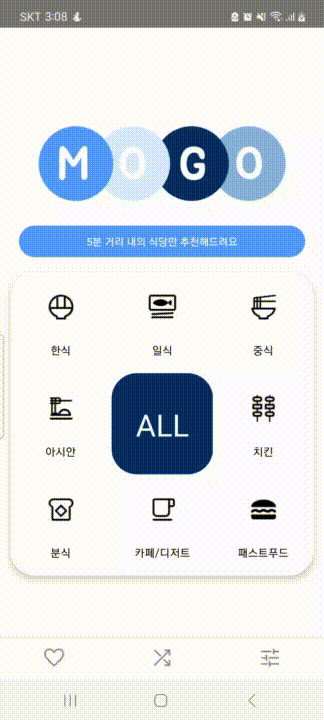 SKT 3:08
MOGO
5분 거리 내의 식당만 추천해드려요
한식
일식
중식
아시안
ALL
치킨
분식
카페/디저트
패스트푸드